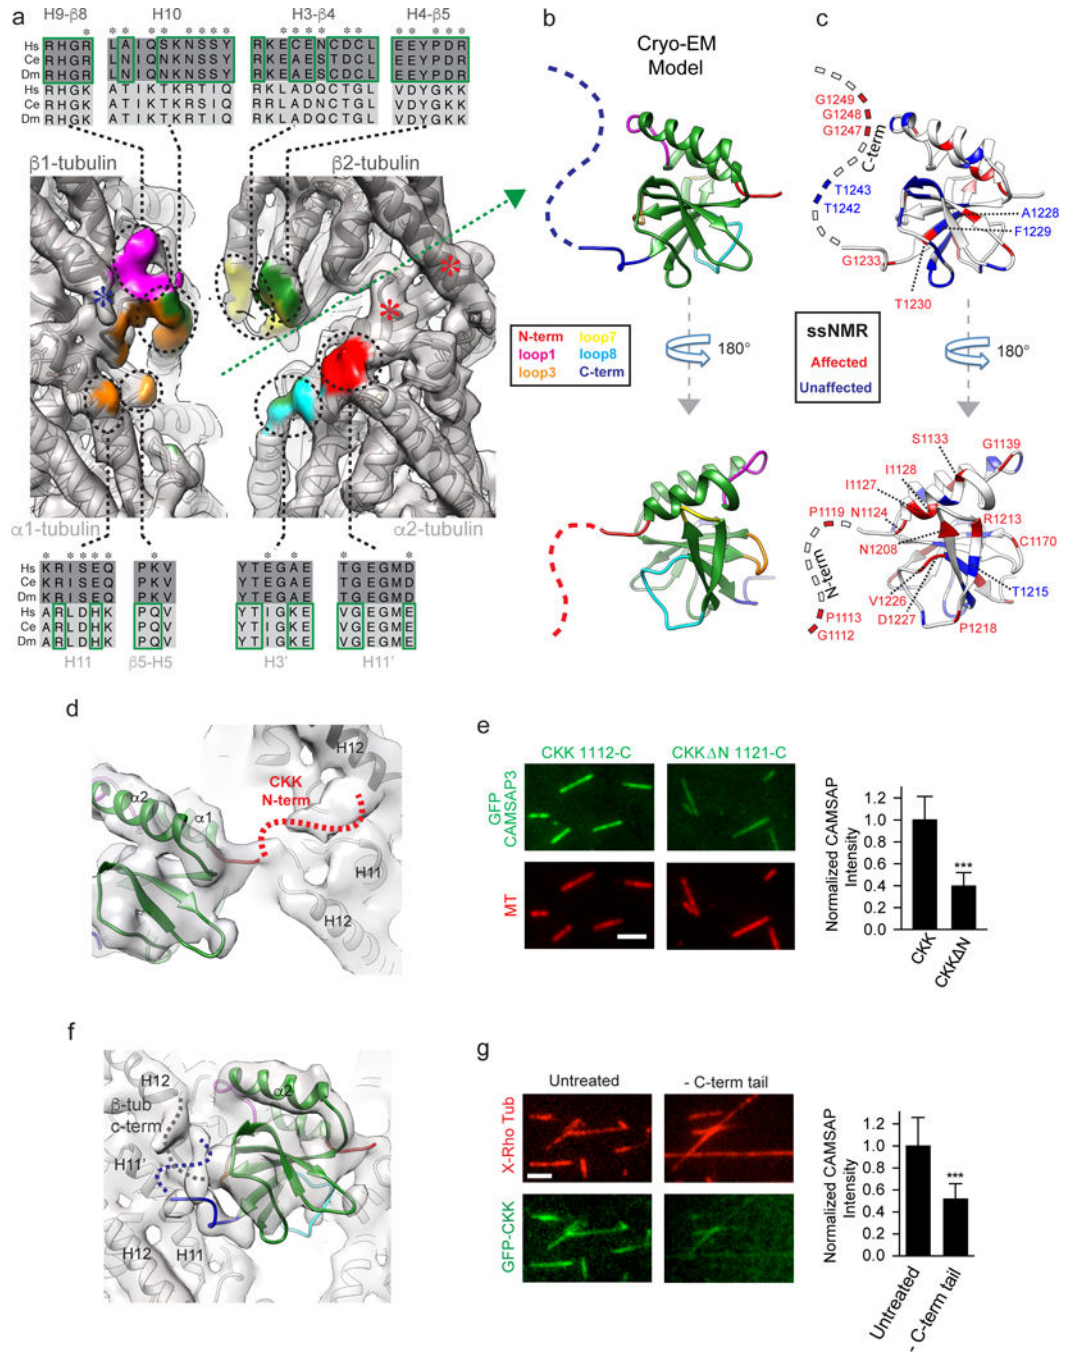 a
H9-β8 H10 H3-β4 H4-β5
* * * * * * * * * * * * * * *
Hs RHGR LAIQSKNSSY RKECENCDCL EEYPDR
Ce RHGR LNIQNKNSSY RKEAESTDCL EEYPDR
Dm RHGR LNIQNKNSSY RKEAESTDCL EEYPDR
Hs RHGK ATIKTKRTIQ RKLADQCTGL VDYGKK
Ce RHGK ATIKTKRSIQ RRLADNCTGL VDYGKK
Dm RHGK ATIKTKRTIQ RKLADQCTGL VDYGKK
β1-tubulin β2-tubulin
* * *
α1-tubulin α2-tubulin
* * * * * * * *
Hs KRISEQ PKV YTEGAE TGEGMD
Ce KRISEQ PKV YTEGAE TGEGMD
Dm KRISEQ PKV YTEGAE TGEGMD
Hs ARLDHK PQV YTIGKE VGEGME
Ce ARLDHK PQV YTIGKE VGEGME
Dm ARLDHK PQV YTIGKE VGEGME
H11 β5-H5 H3' H11'
b
Cryo-EM
Model
N-term loop7
loop1 loop8
loop3 C-term
180°
c
G1249
G1248
G1247
C-term
T1243
T1242
A1228
F1229
G1233
T1230
ssNMR
Affected
Unaffected
180°
S1133
G1139
I1128
I1127
P1119 N1124
R1213
N1208
C1170
N-term
T1215
V1226
D1227
P1218
P1113
G1112
d
H12
CKK
N-term
α2
α1
H11
H12
e
CKK 1112-C CKKΔN 1121-C
GFP
CAMSAP3
MT
Normalized CAMSAP
Intensity
1.2
1.0
0.8
0.6
0.4
0.2
0.0
***
CKK
CKKΔN
f
H12
β-tub
c-term
α2
H11'
H12
H11
g
Untreated - C-term tail
X-Rho Tub
GFP-CKK
Normalized CAMSAP
Intensity
1.2
1.0
0.8
0.6
0.4
0.2
0.0
***
Untreated
- C-term tail